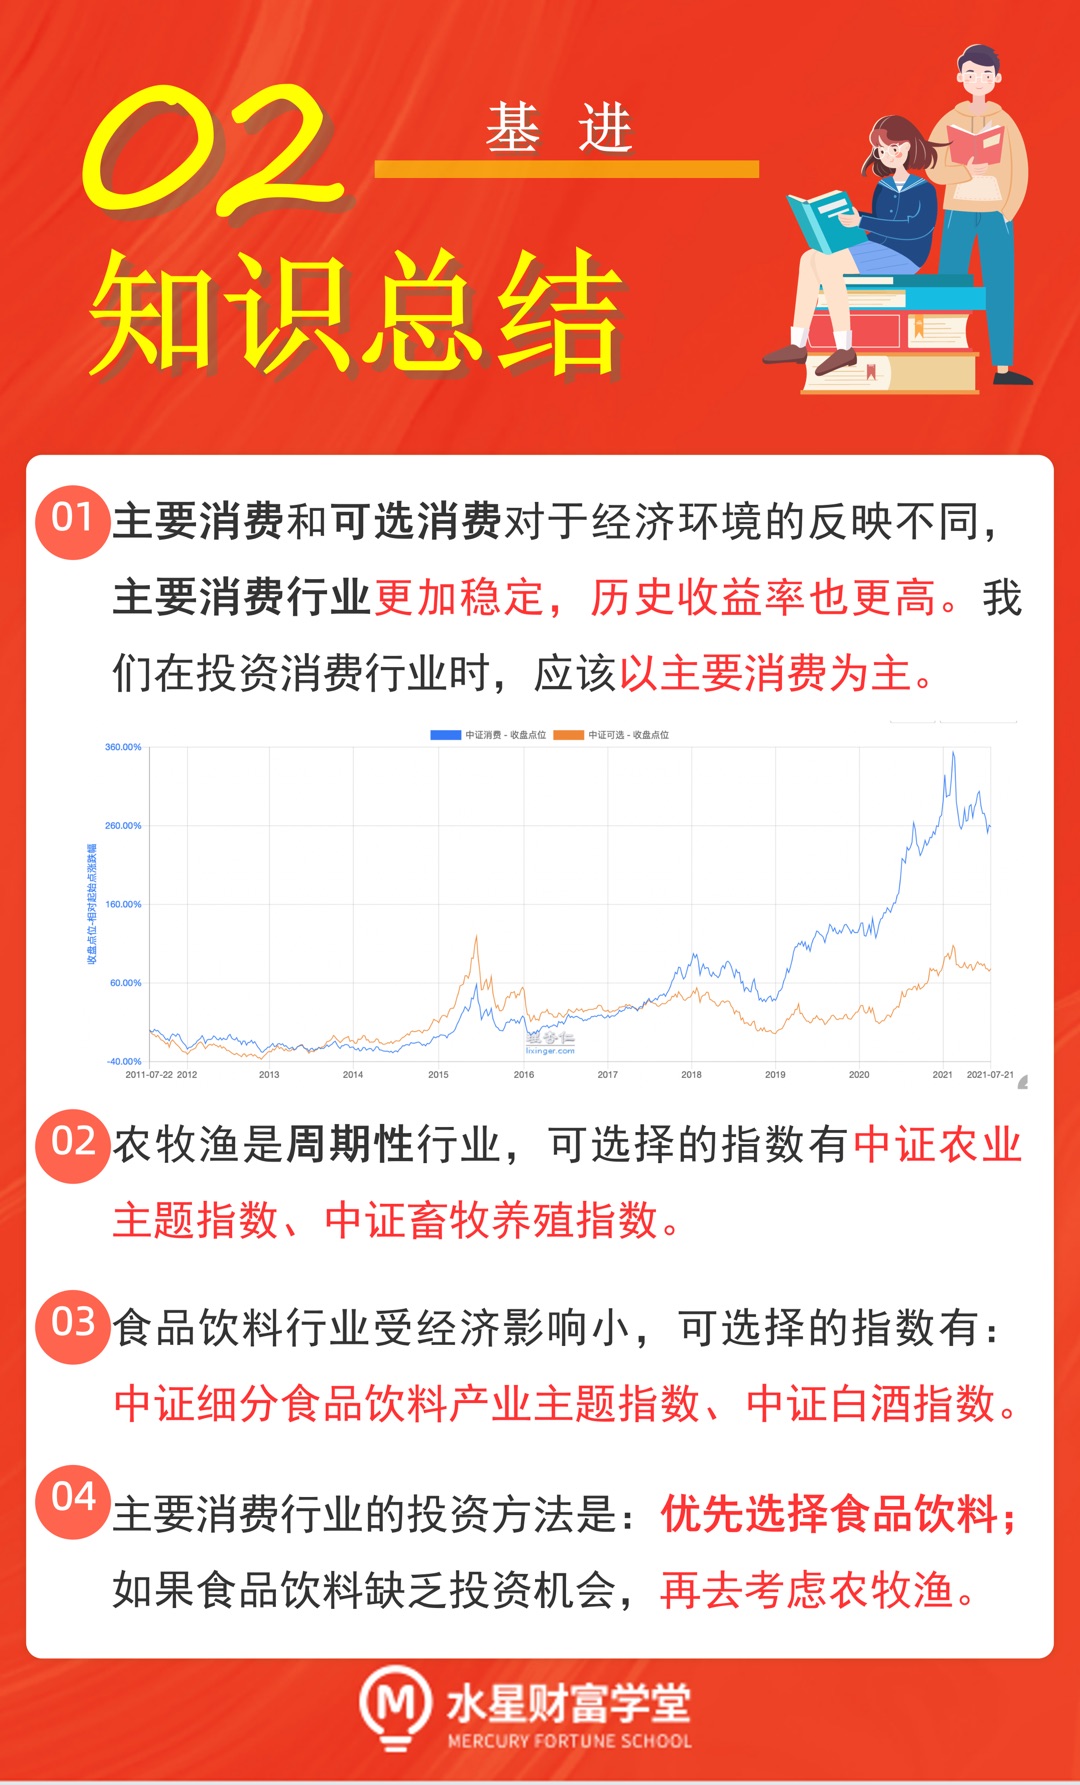 02
基 进
知识总结
01
主要消费和可选消费对于经济环境的反映不同，
主要消费行业更加稳定，历史收益率也更高。我
们在投资消费行业时，应该以主要消费为主。
中证消费 - 收盘点位 中证可选 - 收盘点位
收盘点位-相对起始点涨跌幅
360.00%
260.00%
160.00%
60.00%
-40.00%
lixinger.com
2011-07-22 2012 2013 2014 2015 2016 2017 2018 2019 2020 2021 2021-07-21
02
农牧渔是周期性行业，可选择的指数有中证农业
主题指数、中证畜牧养殖指数。
03
食品饮料行业受经济影响小，可选择的指数有：
中证细分食品饮料产业主题指数、中证白酒指数。
04
主要消费行业的投资方法是：优先选择食品饮料；
如果食品饮料缺乏投资机会，再去考虑农牧渔。
M 水星财富学堂
MERCURY FORTUNE SCHOOL